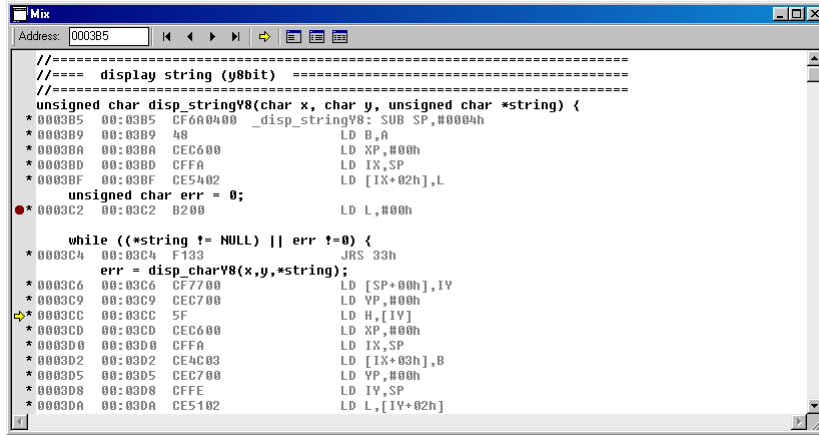 Mix
Address: 0003B5
//========================================================================
//==== display string (y8bit) ==========================================
//========================================================================
unsigned char disp_stringY8(char x, char y, unsigned char *string) {
* 0003B5 00:03B5 CF6A0400 _disp_stringY8: SUB SP,#0004h
* 0003B9 00:03B9 48 LD B,A
* 0003BA 00:03BA CEC600 LD XP,#00h
* 0003BD 00:03BD CFFA LD IX,SP
* 0003BF 00:03BF CE5402 LD [IX+02h],L
unsigned char err = 0;
* 0003C2 00:03C2 B200 LD L,#00h
while ((*string != NULL) || err !=0) {
* 0003C4 00:03C4 F133 JRS 33h
err = disp_charY8(x,y,*string);
* 0003C6 00:03C6 CF7700 LD [SP+00h],IY
* 0003C9 00:03C9 CEC700 LD YP,#00h
* 0003CC 00:03CC 5F LD H,[IY]
* 0003CD 00:03CD CEC600 LD XP,#00h
* 0003D0 00:03D0 CFFA LD IX,SP
* 0003D2 00:03D2 CE4C03 LD [IX+03h],B
* 0003D5 00:03D5 CEC700 LD YP,#00h
* 0003D8 00:03D8 CFFE LD IY,SP
* 0003DA 00:03DA CE5102 LD L,[IY+02h]